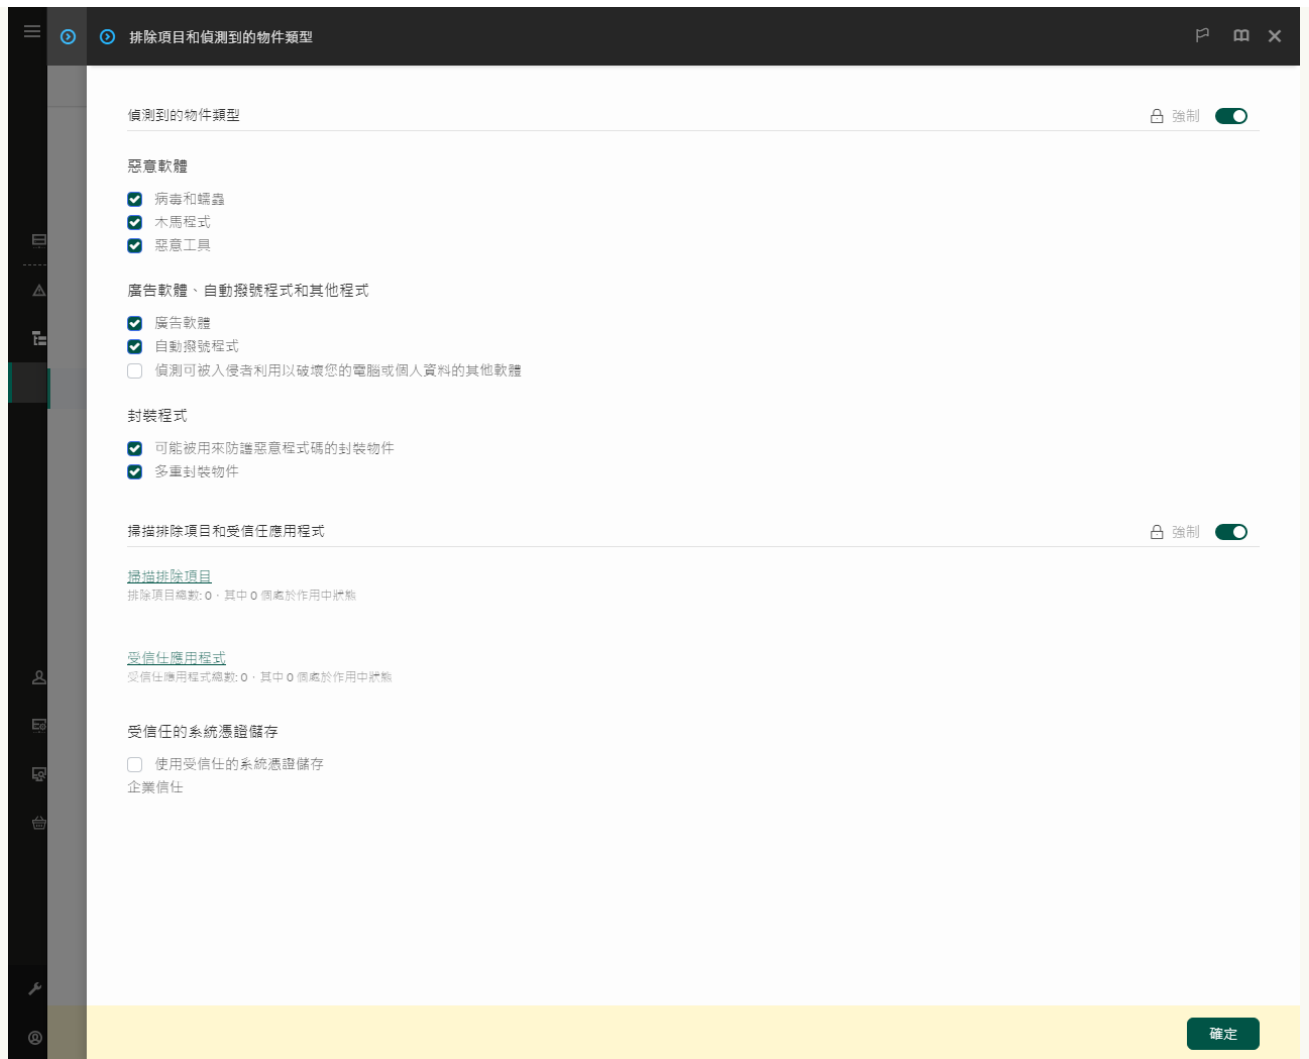 排除項目和偵測到的物件類型
偵測到的物件類型
強制
惡意軟體
病毒和蠕蟲
木馬程式
惡意工具
廣告軟體、自動撥號程式和其他程式
廣告軟體
自動撥號程式
偵測可被入侵者利用以破壞您的電腦或個人資料的其他軟體
封裝程式
可能被用來防護惡意程式碼的封裝物件
多重封裝物件
掃描排除項目和受信任應用程式
強制
掃描排除項目
排除項目總數: 0，其中 0 個處於作用中狀態
受信任應用程式
受信任應用程式總數: 0，其中 0 個處於作用中狀態
受信任的系統憑證儲存
使用受信任的系統憑證儲存
企業信任
確定